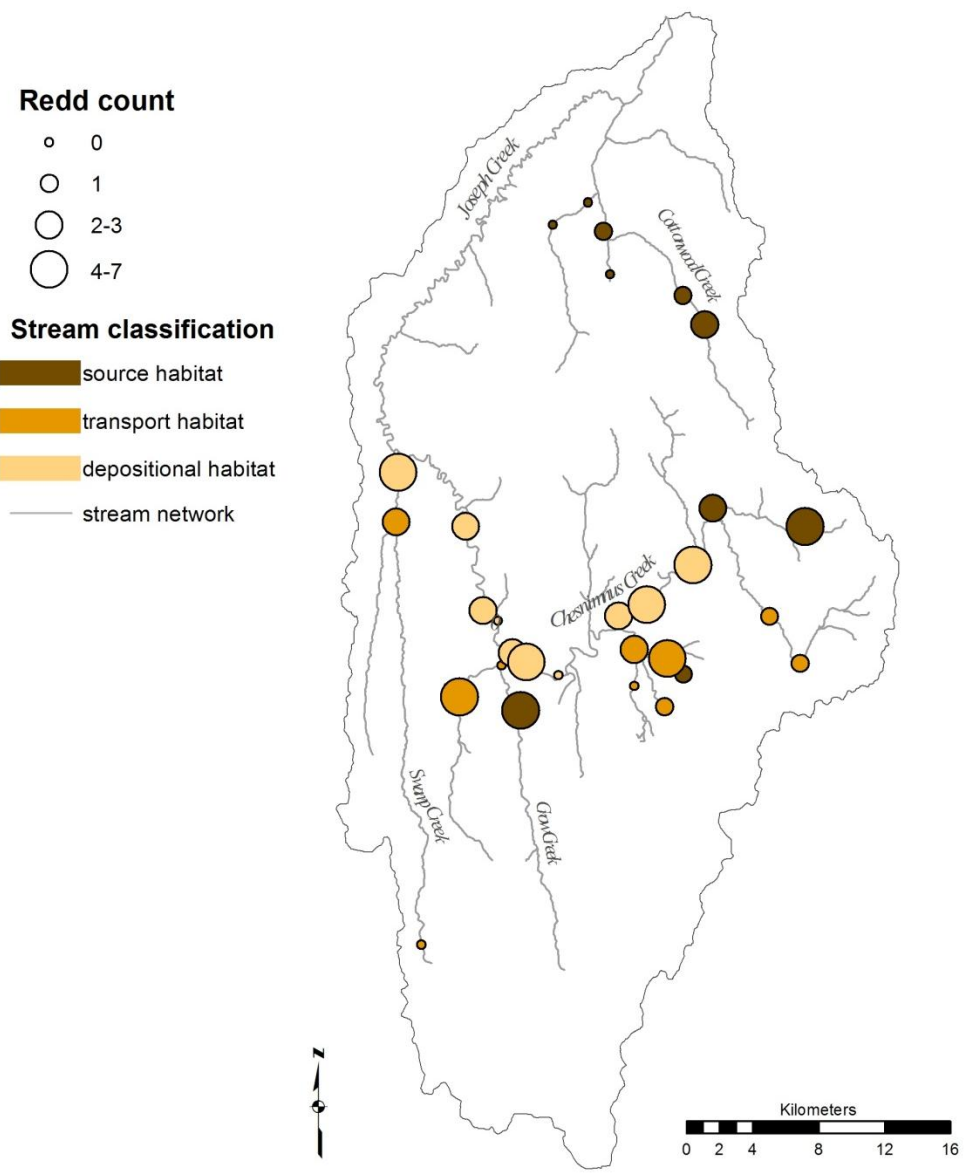 Redd count
0
1
2-3
4-7
Stream classification
source habitat
transport habitat
depositional habitat
stream network
Joseph Creek
Cottonwood Creek
Chesnimnus Creek
Swamp Creek
Crow Creek
N
Kilometers
0 2 4 8 12 16